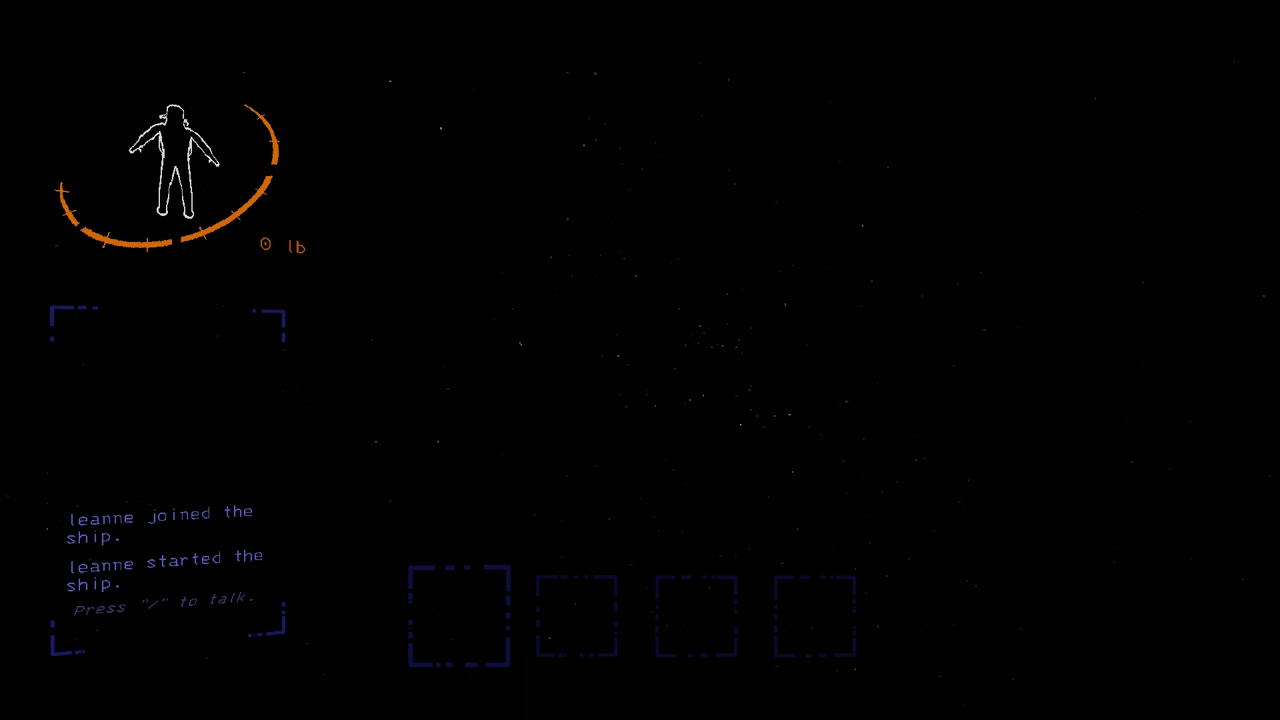 0 lb
leanne joined the
ship.
leanne started the
ship.
Press "/" to talk.